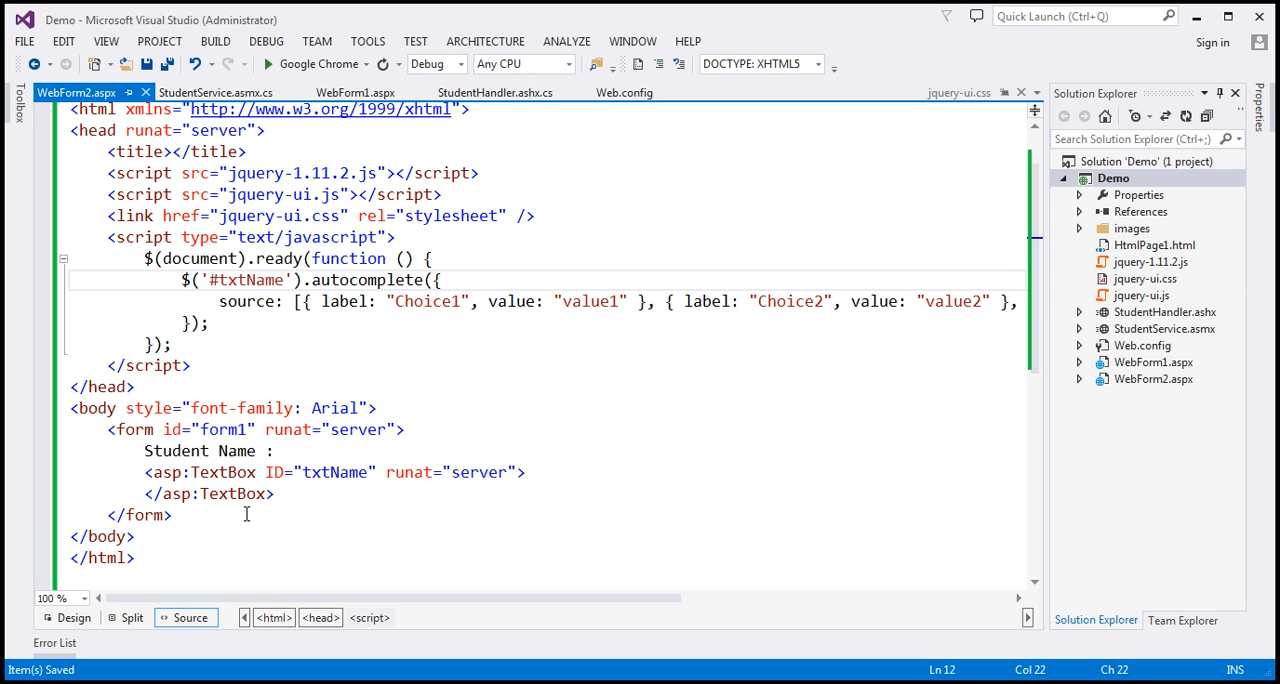 Demo - Microsoft Visual Studio (Administrator)
Quick Launch (Ctrl+Q)
FILE EDIT VIEW PROJECT BUILD DEBUG TEAM TOOLS TEST ARCHITECTURE ANALYZE WINDOW HELP
Sign in
Google Chrome Debug Any CPU DOCTYPE: XHTML5
Toolbox
WebForm2.aspx StudentService.asmx.cs WebForm1.aspx StudentHandler.ashx.cs Web.config jquery-ui.css
<html xmlns="http://www.w3.org/1999/xhtml">
<head runat="server">
<title></title>
<script src="jquery-1.11.2.js"></script>
<script src="jquery-ui.js"></script>
<link href="jquery-ui.css" rel="stylesheet" />
<script type="text/javascript">
$(document).ready(function () {
$('#txtName').autocomplete({
source: [{ label: "Choice1", value: "value1" }, { label: "Choice2", value: "value2" },
});
});
</script>
</head>
<body style="font-family: Arial">
<form id="form1" runat="server">
Student Name :
<asp:TextBox ID="txtName" runat="server">
</asp:TextBox>
</form>
</body>
</html>
100 %
Design Split Source <html> <head> <script>
Error List
Solution Explorer
Search Solution Explorer (Ctrl+;)
Solution 'Demo' (1 project)
Demo
Properties
References
images
HtmlPage1.html
jquery-1.11.2.js
jquery-ui.css
jquery-ui.js
StudentHandler.ashx
StudentService.asmx
Web.config
WebForm1.aspx
WebForm2.aspx
Solution Explorer Team Explorer
Properties
Item(s) Saved Ln 12 Col 22 Ch 22 INS